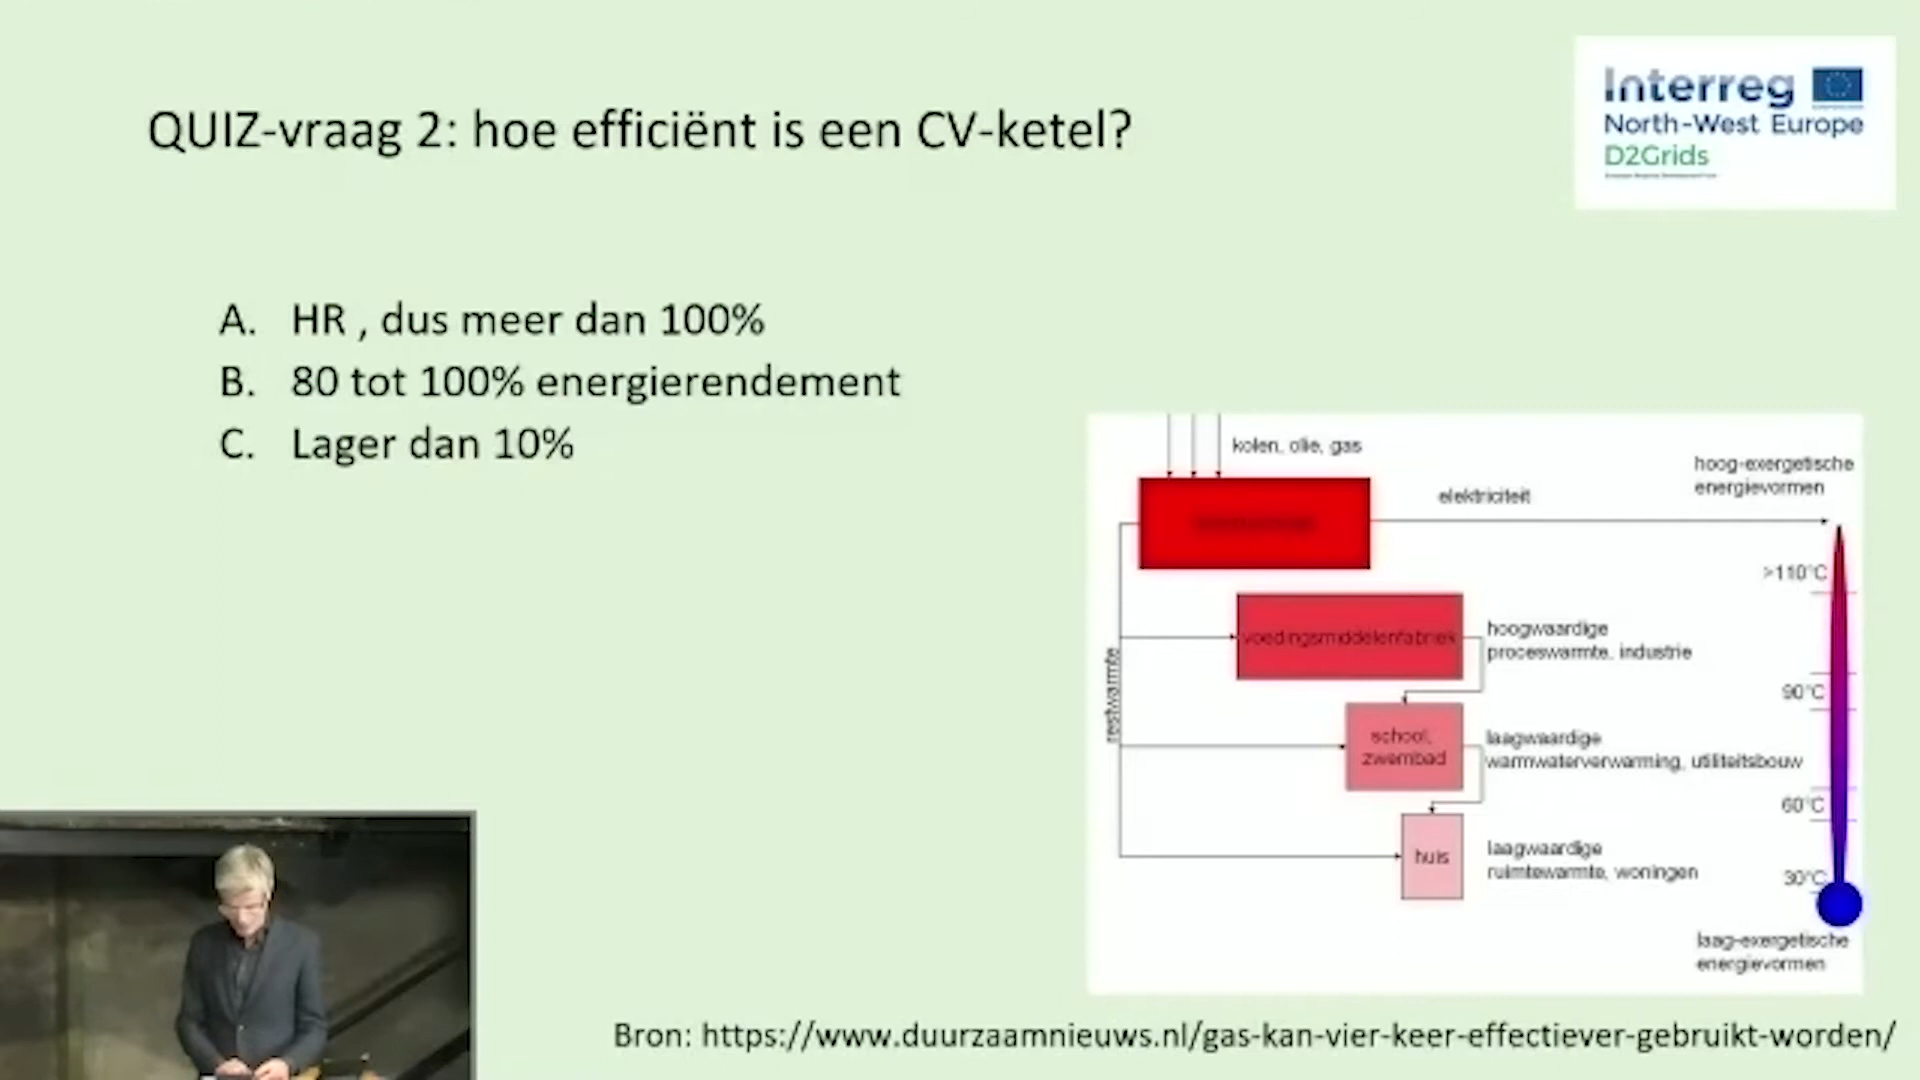 QUIZ-vraag 2: hoe efficiënt is een CV-ketel?
Interreg
North-West Europe
D2Grids
A. HR , dus meer dan 100%
B. 80 tot 100% energierendement
C. Lager dan 10%
kolen, olie, gas
hoog-exergetische
energievormen
elektriciteit
>110°C
voedingsmiddelenfabriek
hoogwaardige
proceswarmte, industrie
restwarmte
90°C
school,
zwembad
laagwaardige
warmwaterverwarming, utiliteitsbouw
60°C
huis
laagwaardige
ruimtewarmte, woningen
30°C
laag-exergetische
energievormen
Bron: https://www.duurzaamnieuws.nl/gas-kan-vier-keer-effectiever-gebruikt-worden/